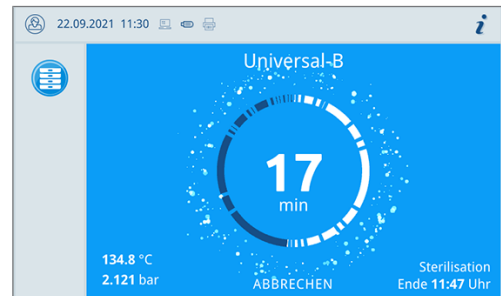 22.09.2021 11:30
i
Universal-B
17
min
134.8 °C
2.121 bar
ABBRECHEN
Sterilisation
Ende 11:47 Uhr